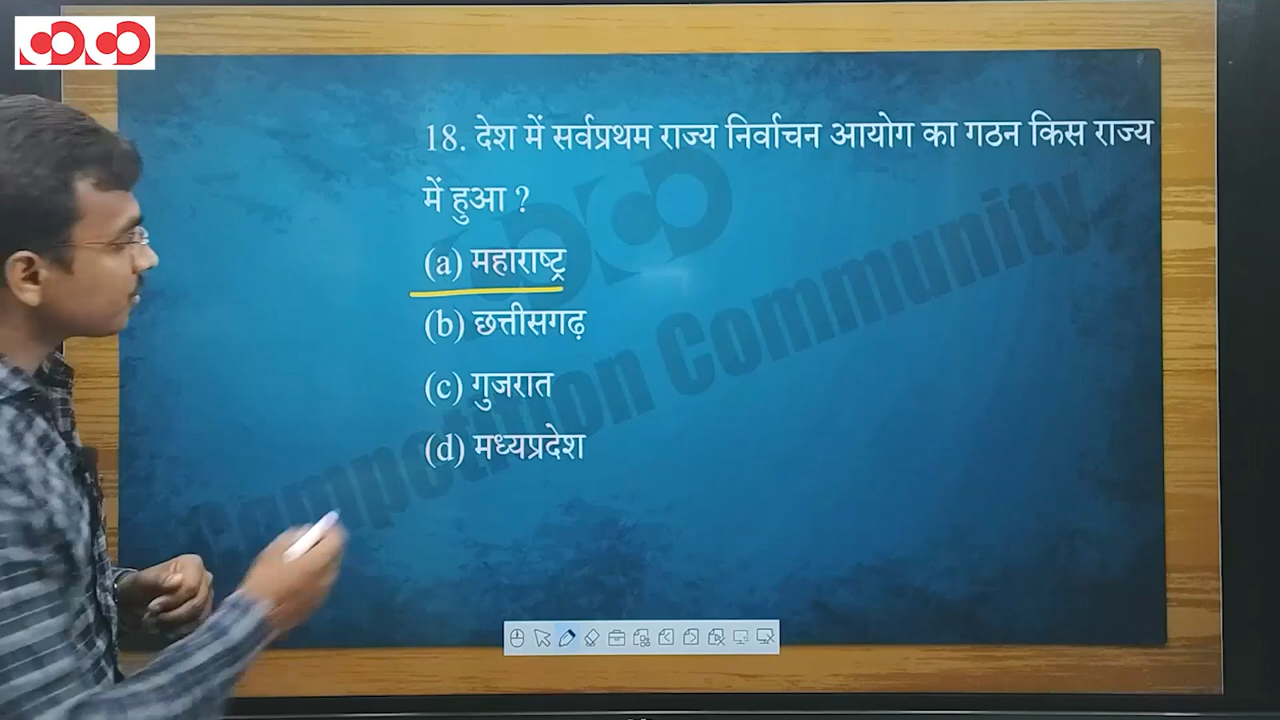 18. देश में सर्वप्रथम राज्य निर्वाचन आयोग का गठन किस राज्य
में हुआ ?
(a) महाराष्ट्र
(b) छत्तीसगढ़
(c) गुजरात
(d) मध्यप्रदेश
Competition Community